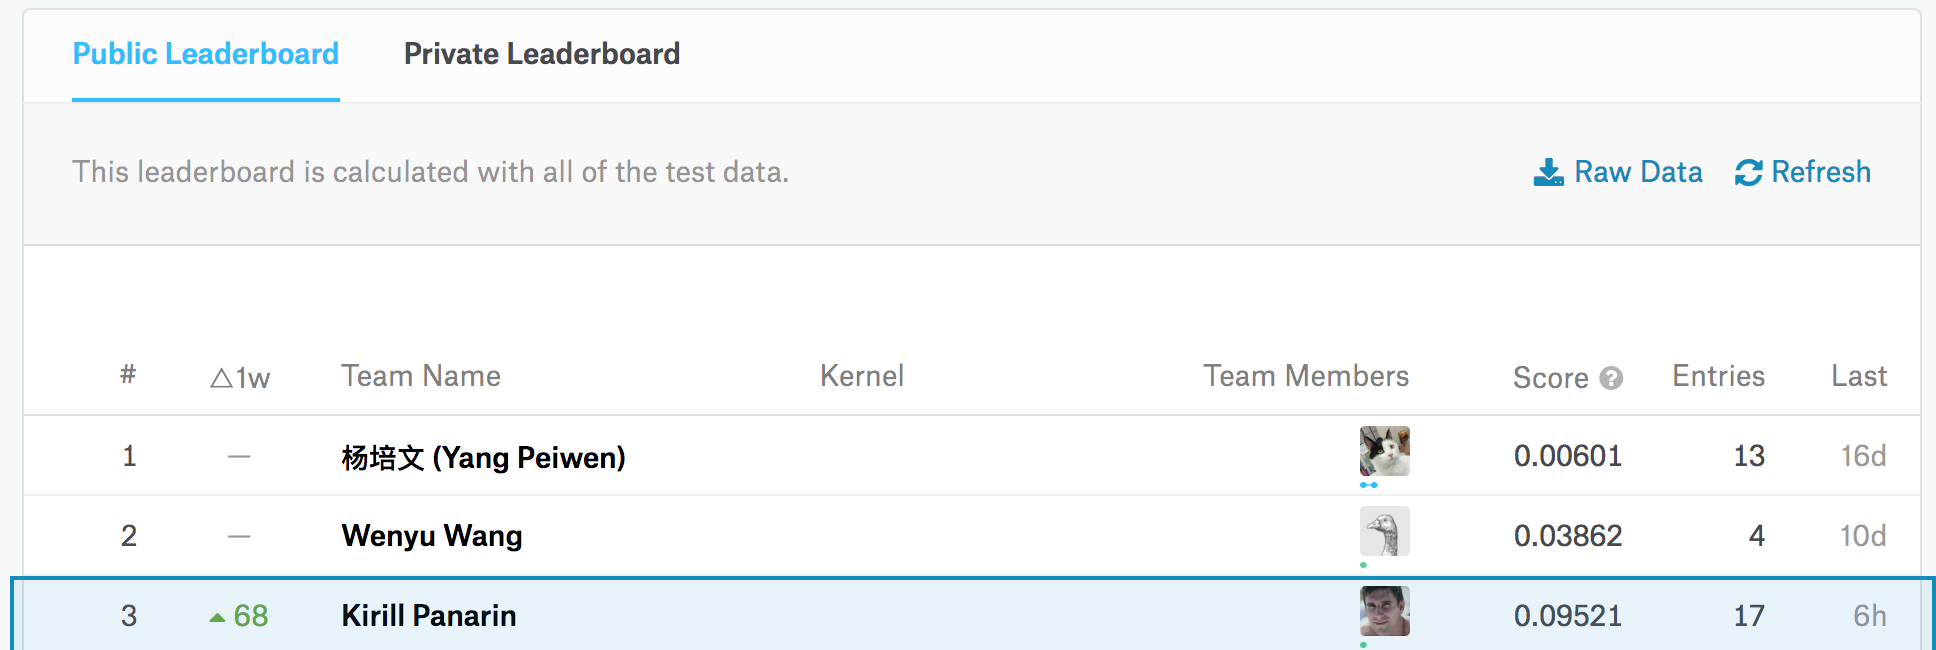 Public Leaderboard Private Leaderboard
This leaderboard is calculated with all of the test data. Raw Data Refresh
# △1w Team Name Kernel Team Members Score ? Entries Last
1 — 杨培文 (Yang Peiwen) 0.00601 13 16d
2 — Wenyu Wang 0.03862 4 10d
3 ▲68 Kirill Panarin 0.09521 17 6h